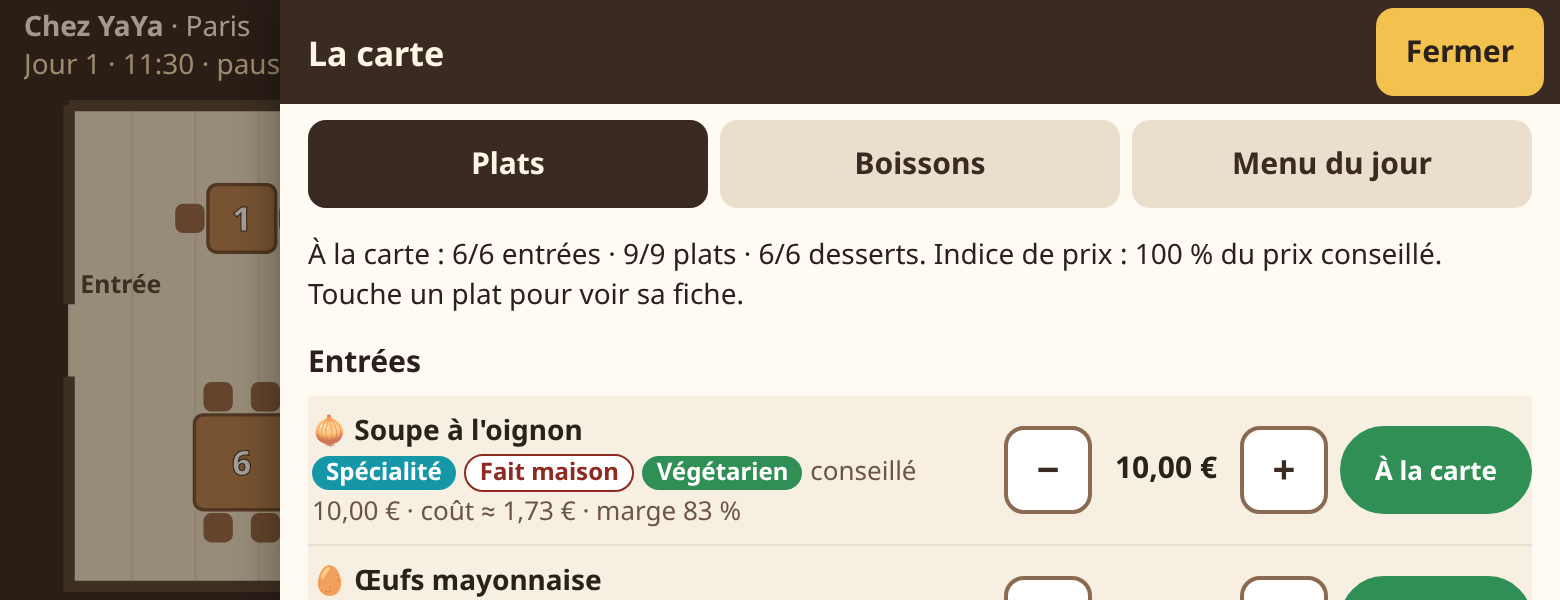 Chez YaYa · Paris
Jour 1 · 11:30 · paus
La carte
Fermer
Plats
Boissons
Menu du jour
À la carte : 6/6 entrées · 9/9 plats · 6/6 desserts. Indice de prix : 100 % du prix conseillé.
Touche un plat pour voir sa fiche.
1
Entrée
6
Entrées
Soupe à l'oignon
Spécialité Fait maison Végétarien conseillé
10,00 € · coût ≈ 1,73 € · marge 83 %
− 10,00 € + À la carte
Œufs mayonnaise